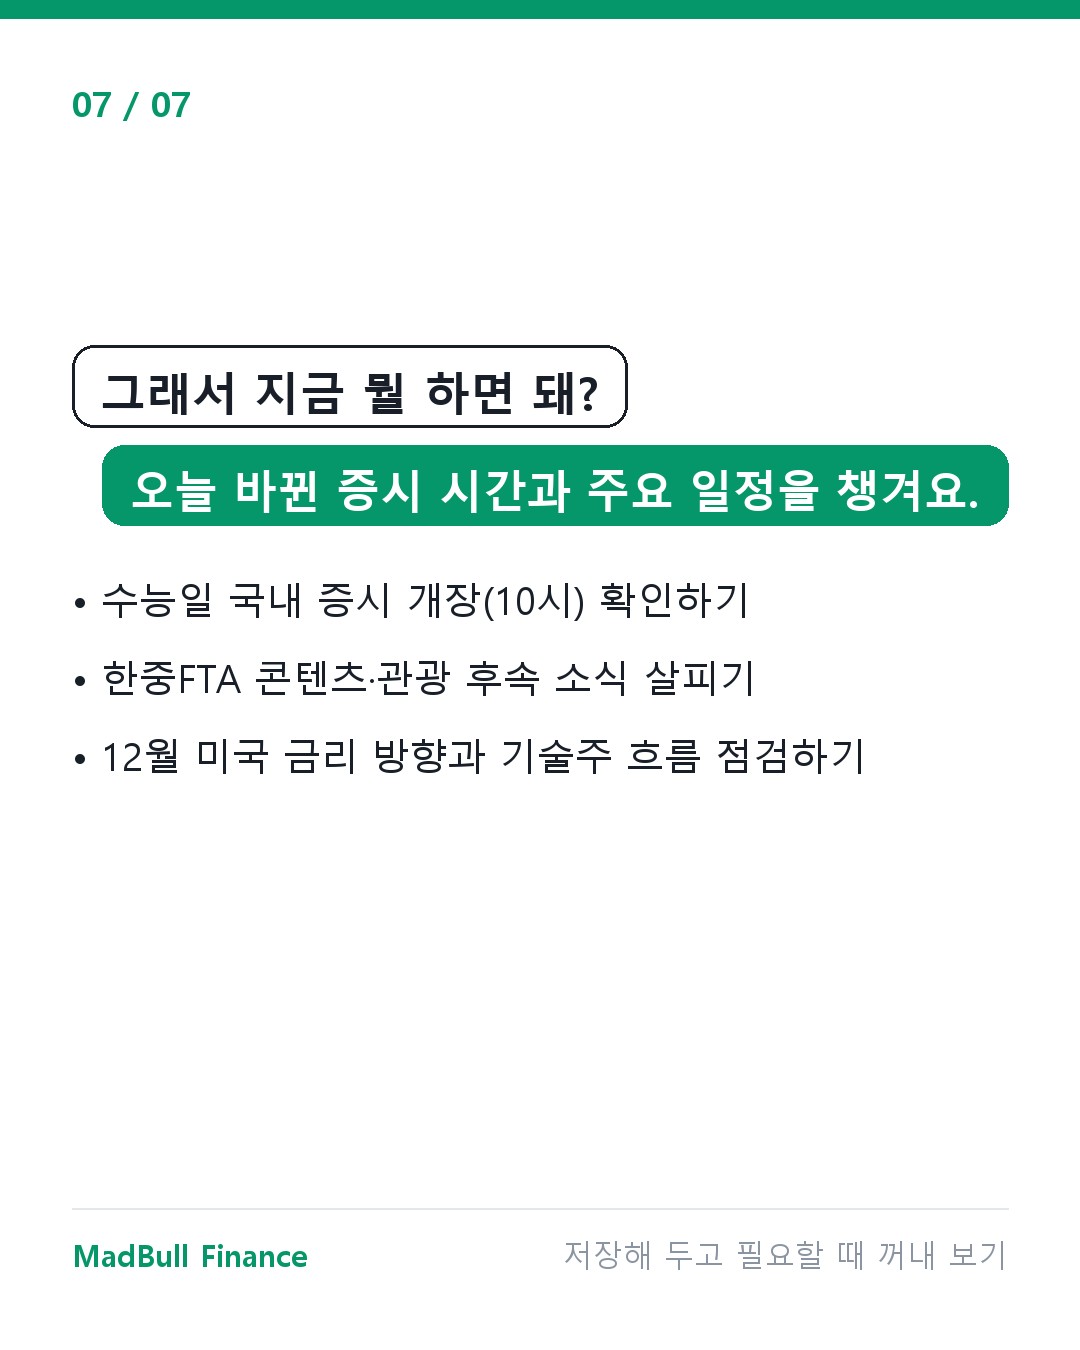 07 / 07
그래서 지금 뭘 하면 돼?
오늘 바뀐 증시 시간과 주요 일정을 챙겨요.
• 수능일 국내 증시 개장(10시) 확인하기
• 한중FTA 콘텐츠·관광 후속 소식 살피기
• 12월 미국 금리 방향과 기술주 흐름 점검하기
MadBull Finance
저장해 두고 필요할 때 꺼내 보기